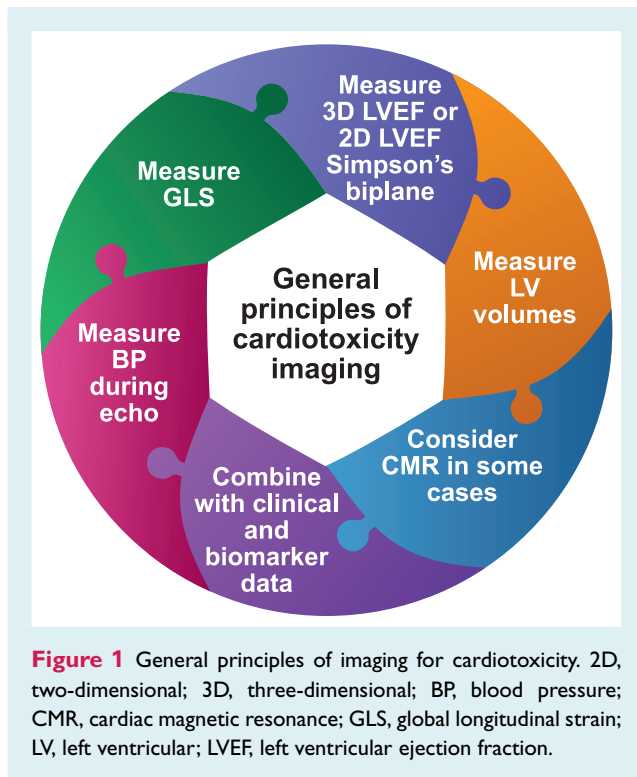 Measure
3D LVEF or
2D LVEF
Simpson's
biplane
Measure
LV
volumes
Consider
CMR in some
cases
Combine
with clinical
and
biomarker
data
Measure
BP
during
echo
Measure
GLS
General
principles of
cardiotoxicity
imaging
Figure 1 General principles of imaging for cardiotoxicity. 2D,
two-dimensional; 3D, three-dimensional; BP, blood pressure;
CMR, cardiac magnetic resonance; GLS, global longitudinal strain;
LV, left ventricular; LVEF, left ventricular ejection fraction.